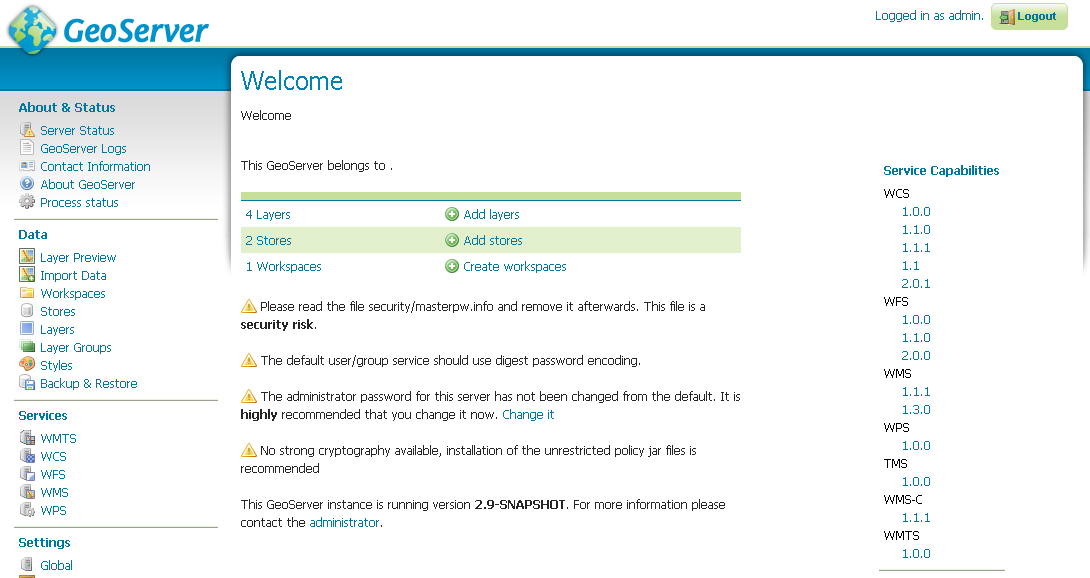 GeoServer
Logged in as admin.
Logout
About & Status
Server Status
GeoServer Logs
Contact Information
About GeoServer
Process status
Data
Layer Preview
Import Data
Workspaces
Stores
Layers
Layer Groups
Styles
Backup & Restore
Services
WMTS
WCS
WFS
WMS
WPS
Settings
Global
Welcome
Welcome
This GeoServer belongs to .
4 Layers Add layers
2 Stores Add stores
1 Workspaces Create workspaces
Please read the file security/masterpw.info and remove it afterwards. This file is a
security risk.
The default user/group service should use digest password encoding.
The administrator password for this server has not been changed from the default. It is
highly recommended that you change it now. Change it
No strong cryptography available, installation of the unrestricted policy jar files is
recommended
This GeoServer instance is running version 2.9-SNAPSHOT. For more information please
contact the administrator.
Service Capabilities
WCS
1.0.0
1.1.0
1.1.1
1.1
2.0.1
WFS
1.0.0
1.1.0
2.0.0
WMS
1.1.1
1.3.0
WPS
1.0.0
TMS
1.0.0
WMS-C
1.1.1
WMTS
1.0.0